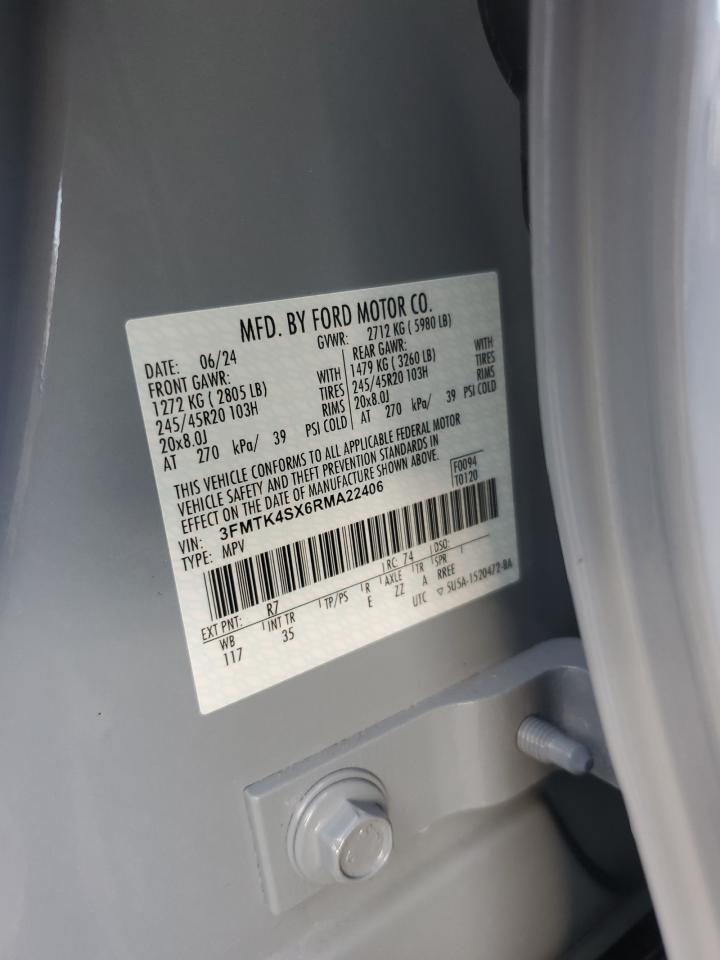 MFD. BY FORD MOTOR CO.
DATE: 06/24 GVWR: 2712 KG ( 5980 LB)
FRONT GAWR: REAR GAWR:
1272 KG ( 2805 LB) WITH 1479 KG ( 3260 LB) WITH
245/45R20 103H TIRES 245/45R20 103H TIRES
20x8.0J RIMS 20x8.0J RIMS
AT 270 kPa/ 39 PSI COLD AT 270 kPa/ 39 PSI COLD
THIS VEHICLE CONFORMS TO ALL APPLICABLE FEDERAL MOTOR
VEHICLE SAFETY AND THEFT PREVENTION STANDARDS IN
EFFECT ON THE DATE OF MANUFACTURE SHOWN ABOVE.
F0094
T0120
VIN: 3FMTK4SX6RMA22406
TYPE: MPV
EXT PNT: R7 RC: 74 DSO:
WB INT TR TP/PS R AXLE TR SPR
117 35 E ZZ A RREE
UTC ▽ 5U5A-1520472-BA